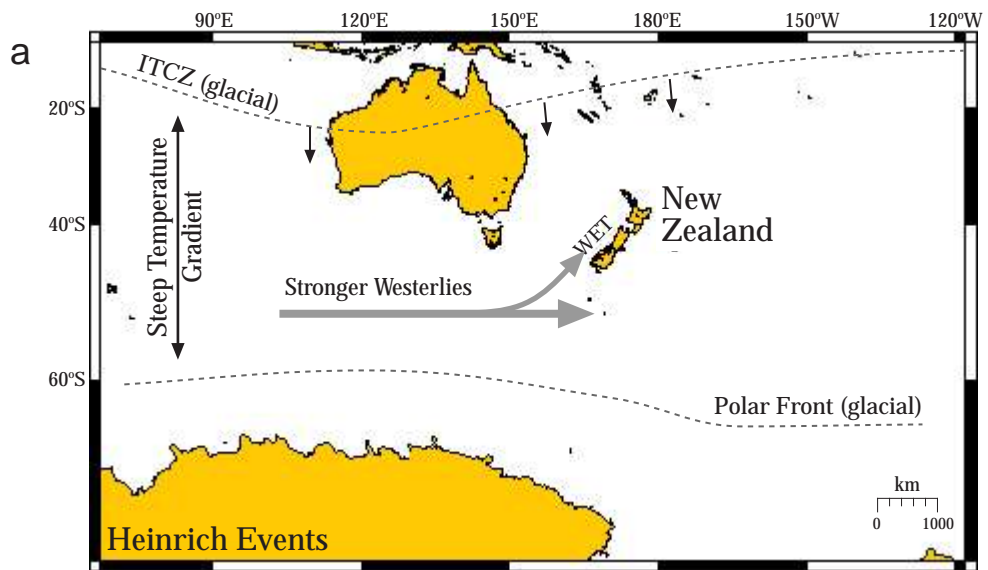 90°E 120°E 150°E 180°E 150°W 120°W
a
ITCZ (glacial)
20°S
Steep Temperature
Gradient
New
Zealand
40°S
WET
Stronger Westerlies
60°S
Polar Front (glacial)
km
0 1000
Heinrich Events